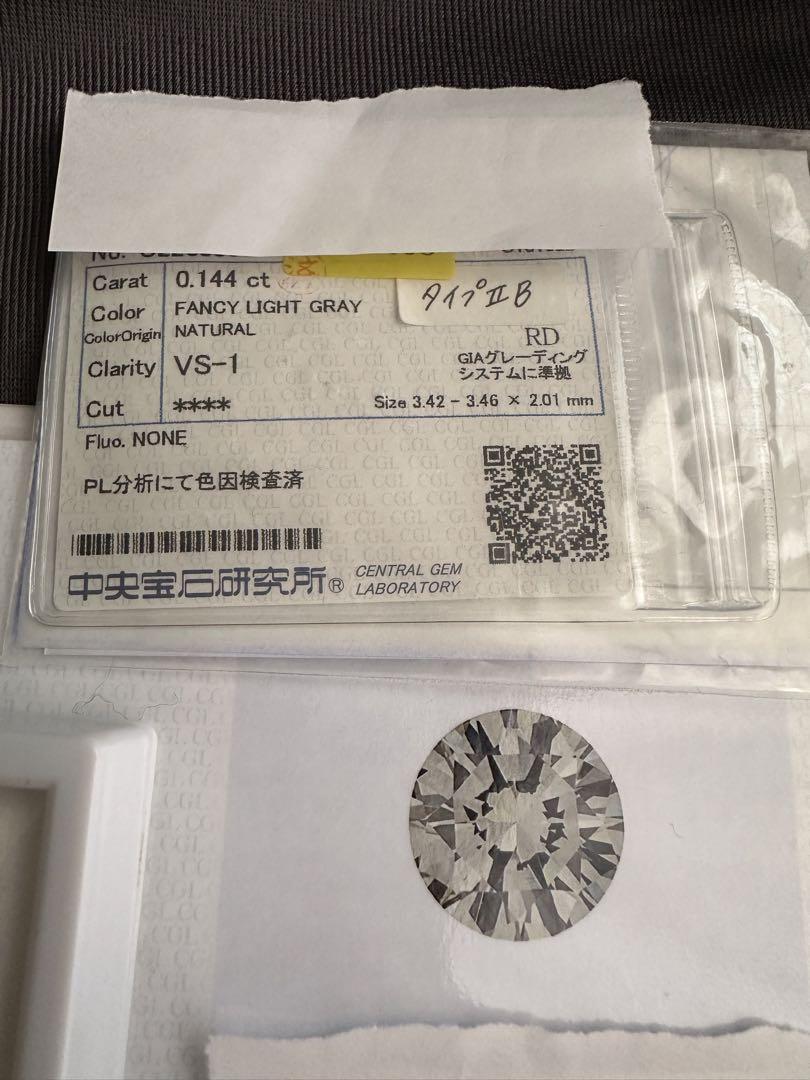 Carat 0.144 ct
タイプⅡB
Color FANCY LIGHT GRAY
ColorOrigin NATURAL
RD
Clarity VS-1
GIAグレーディング
システムに準拠
Cut ****
Size 3.42 - 3.46 × 2.01 mm
Fluo. NONE
PL分析にて色因検査済
中央宝石研究所®
CENTRAL GEM
LABORATORY